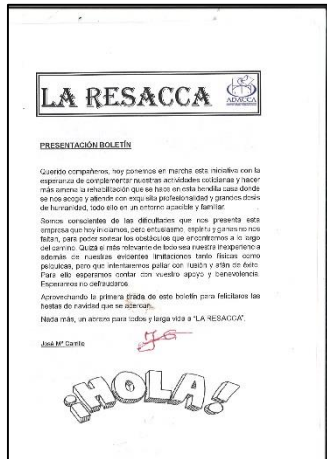 LA RESACCA
ADACCA
PRESENTACIÓN BOLETÍN
Querido compañeros, hoy ponemos en marcha esta iniciativa con la
esperanza de complementar nuestras actividades cotidianas y hacer
más amena la rehabilitación que se hace en esta bendita casa donde
se nos acoge y atiende con exquisita profesionalidad y grandes dosis
de humanidad, todo ello en un entorno apacible y familiar.
Somos conscientes de las dificultades que nos presenta esta
empresa que hoy iniciamos, pero entusiasmo, espíritu y ganas no nos
faltan, para poder sortear los obstáculos que encontremos a lo largo
del camino. Quizá el más relevante de todo sea nuestra inexperiencia
además de nuestras evidentes limitaciones tanto físicas como
psíquicas, pero que intentaremos paliar con ilusión y afán de éxito.
Para ello esperamos contar con vuestro apoyo y benevolencia.
Esperamos no defraudaros.
Aprovechando la primera tirada de este boletín para felicitaros las
fiestas de navidad que se acercan.
Nada más, un abrazo para todos y larga vida a "LA RESACCA".
José Mª Carrillo
¡HOLA!